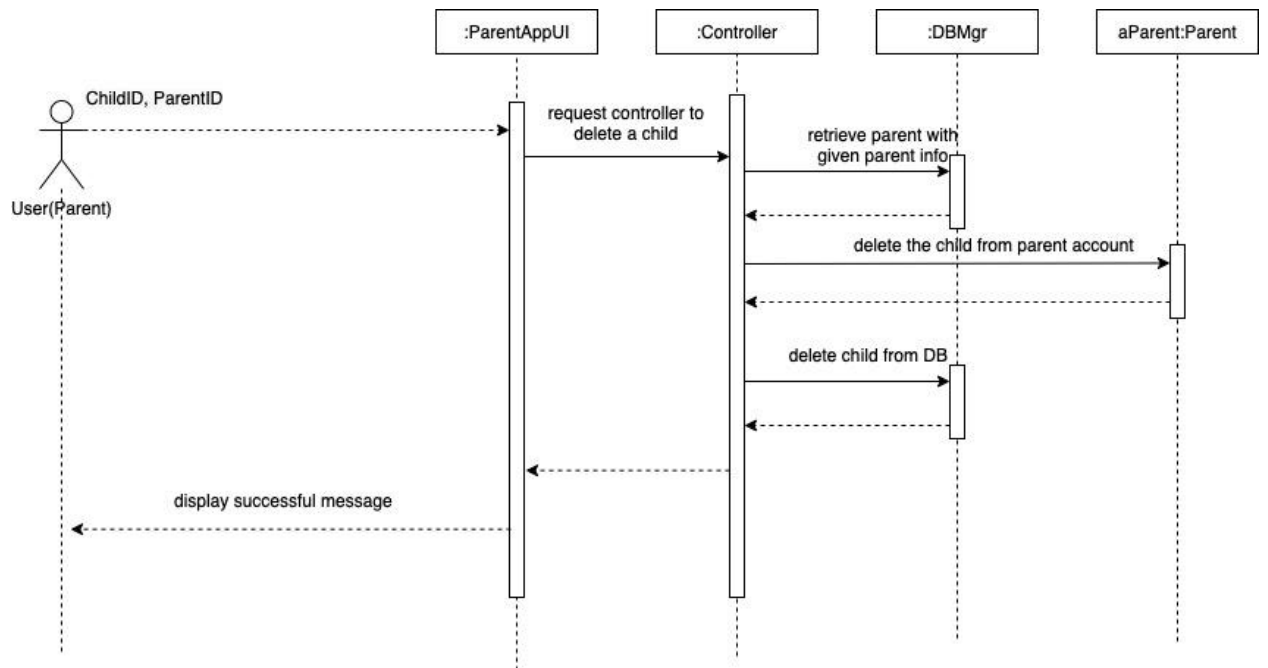 :ParentAppUI
:Controller
:DBMgr
aParent:Parent
ChildID, ParentID
request controller to
delete a child
retrieve parent with
given parent info
User(Parent)
delete the child from parent account
delete child from DB
display successful message